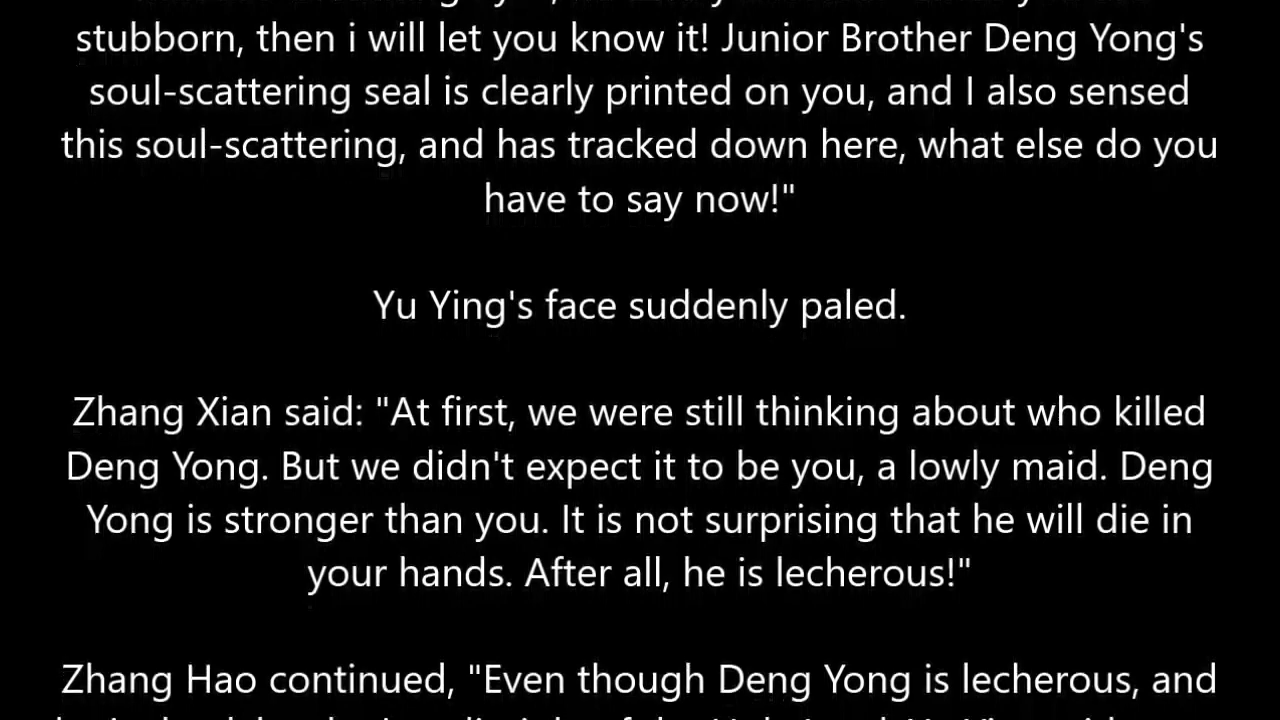 stubborn, then i will let you know it! Junior Brother Deng Yong's
soul-scattering seal is clearly printed on you, and I also sensed
this soul-scattering, and has tracked down here, what else do you
have to say now!"
Yu Ying's face suddenly paled.
Zhang Xian said: "At first, we were still thinking about who killed
Deng Yong. But we didn't expect it to be you, a lowly maid. Deng
Yong is stronger than you. It is not surprising that he will die in
your hands. After all, he is lecherous!"
Zhang Hao continued, "Even though Deng Yong is lecherous, and